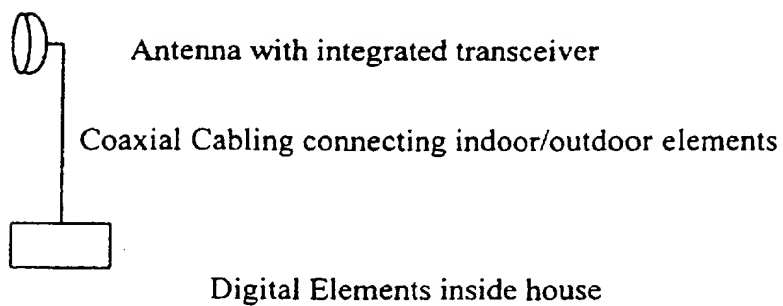 Antenna with integrated transceiver
Coaxial Cabling connecting indoor/outdoor elements
Digital Elements inside house